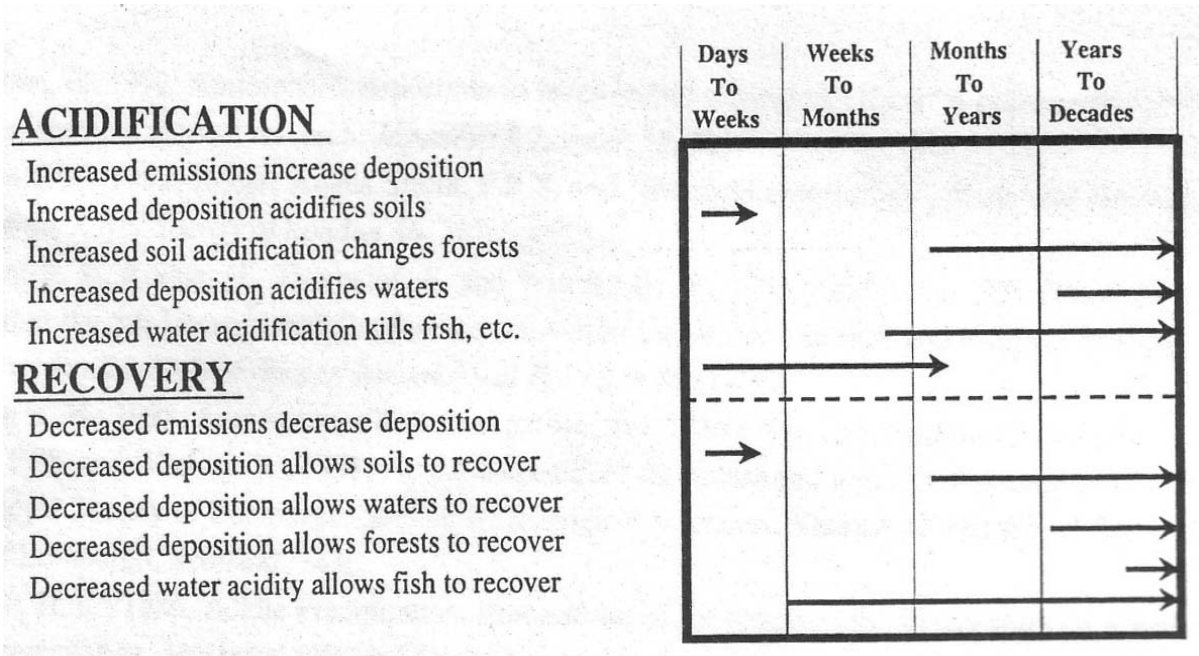 Days Weeks Months Years
To To To To
Weeks Months Years Decades
ACIDIFICATION
Increased emissions increase deposition
Increased deposition acidifies soils
Increased soil acidification changes forests
Increased deposition acidifies waters
Increased water acidification kills fish, etc.
RECOVERY
Decreased emissions decrease deposition
Decreased deposition allows soils to recover
Decreased deposition allows waters to recover
Decreased deposition allows forests to recover
Decreased water acidity allows fish to recover